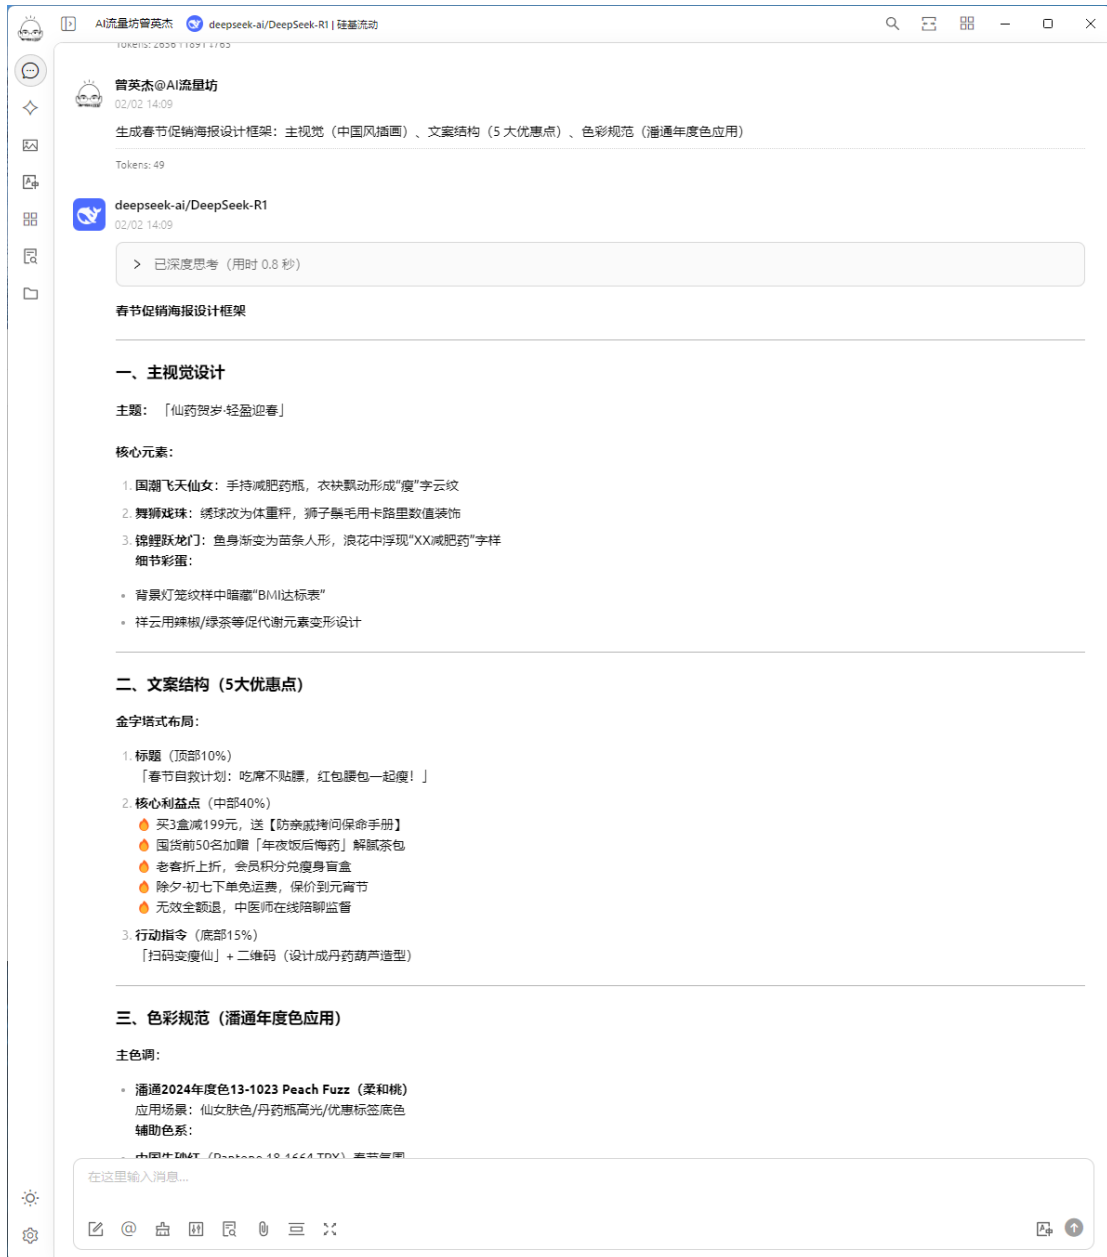 AI流量坊曾英杰 deepseek-ai/DeepSeek-R1 | 硅基流动
曾英杰@AI流量坊
02/02 14:09
生成春节促销海报设计框架：主视觉（中国风插画）、文案结构（5 大优惠点）、色彩规范（潘通年度色应用）
Tokens: 49
deepseek-ai/DeepSeek-R1
02/02 14:09
已深度思考（用时 0.8 秒）
春节促销海报设计框架
一、主视觉设计
主题：「仙药贺岁·轻盈迎春」
核心元素：
1. 国潮飞天仙女：手持减肥药瓶，衣袂飘动形成“瘦”字云纹
2. 舞狮戏珠：绣球改为体重秤，狮子鬃毛用卡路里数值装饰
3. 锦鲤跃龙门：鱼身渐变为苗条人形，浪花中浮现“XX减肥药”字样
细节彩蛋：
• 背景灯笼纹样中暗藏“BMI达标表”
• 祥云用辣椒/绿茶等促代谢元素变形设计
二、文案结构（5大优惠点）
金字塔式布局：
1. 标题（顶部10%）
「春节自救计划：吃席不贴膘，红包腰包一起瘦！」
2. 核心利益点（中部40%）
🔥 买3盒减199元，送【防亲戚拷问保命手册】
🔥 囤货前50名加赠「年夜饭后悔药」解腻茶包
🔥 老客折上折，会员积分兑瘦身盲盒
🔥 除夕-初七下单免运费，保价到元宵节
🔥 无效全额退，中医师在线陪聊监督
3. 行动指令（底部15%）
「扫码变瘦仙」+ 二维码（设计成丹药葫芦造型）
三、色彩规范（潘通年度色应用）
主色调：
• 潘通2024年度色13-1023 Peach Fuzz（柔和桃）
应用场景：仙女肤色/丹药瓶高光/优惠标签底色
辅助色系：
在这里输入消息...